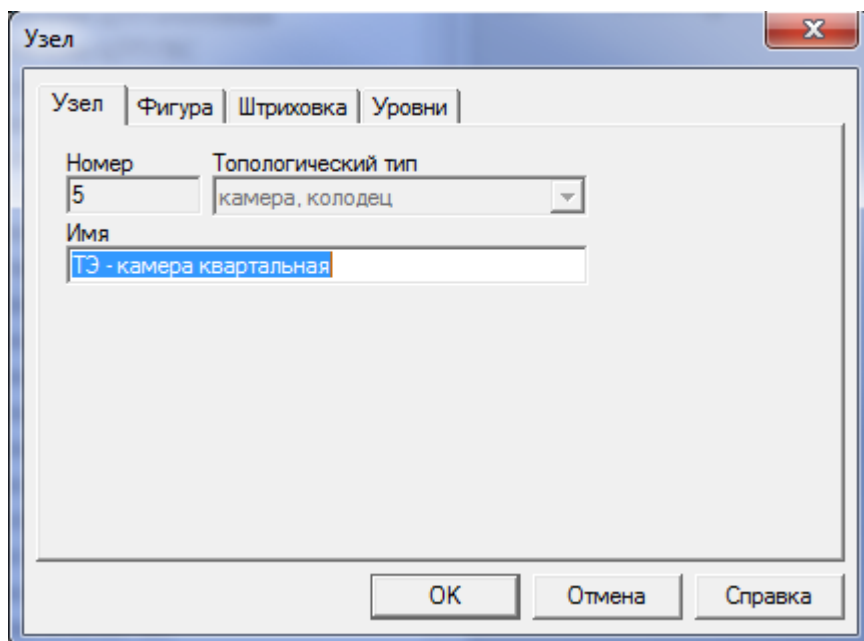 Узел
Узел Фигура Штриховка Уровни
Номер Топологический тип
5 камера, колодец
Имя
ТЭ - камера квартальная
OK Отмена Справка